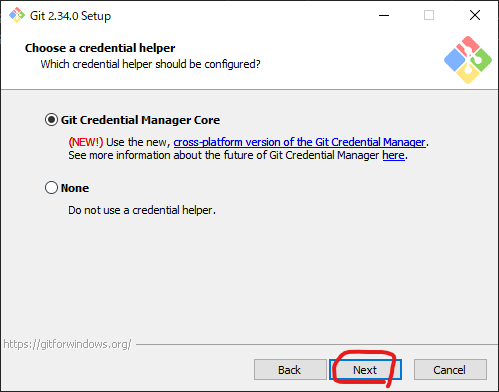 Git 2.34.0 Setup
Choose a credential helper
Which credential helper should be configured?
Git Credential Manager Core
(NEW!) Use the new, cross-platform version of the Git Credential Manager.
See more information about the future of Git Credential Manager here.
None
Do not use a credential helper.
https://gitforwindows.org/
Back Next Cancel